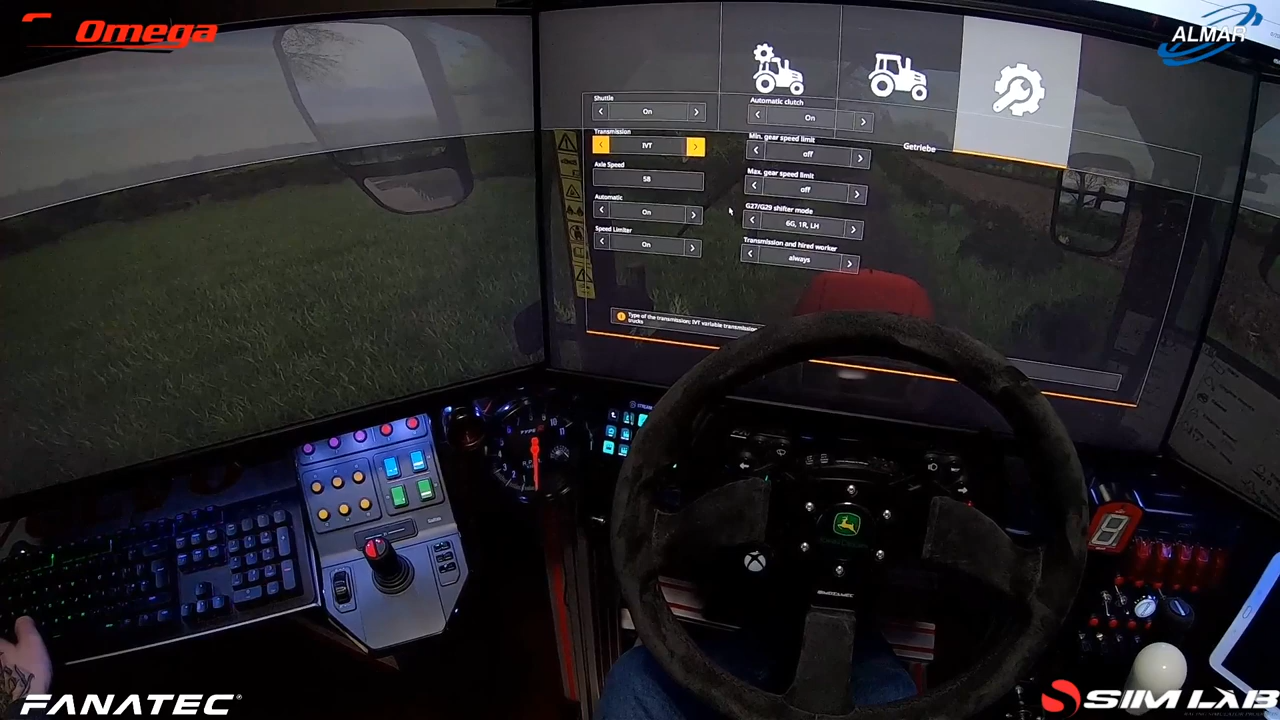 Omega
ALMAR
Shuttle
On
Transmission
IVT
Axle Speed
58
Automatic
On
Speed Limiter
On
Automatic clutch
On
Min. gear speed limit
off
Max. gear speed limit
off
G27/G29 shifter mode
6G, 1R, LH
Transmission and hired worker
always
Getriebe
Type of the transmission; IVT variable transmission
trucks
8
FANATEC
SIM LAB